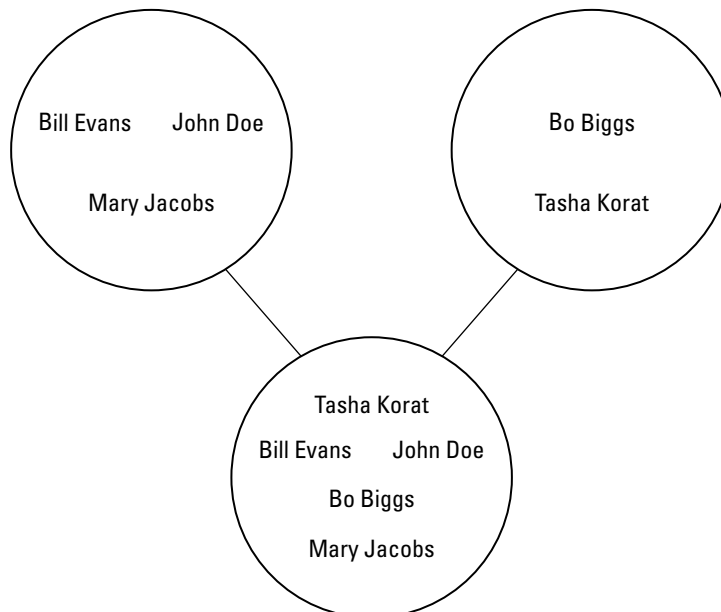 Bill Evans John Doe
Mary Jacobs
Bo Biggs
Tasha Korat
Tasha Korat
Bill Evans John Doe
Bo Biggs
Mary Jacobs